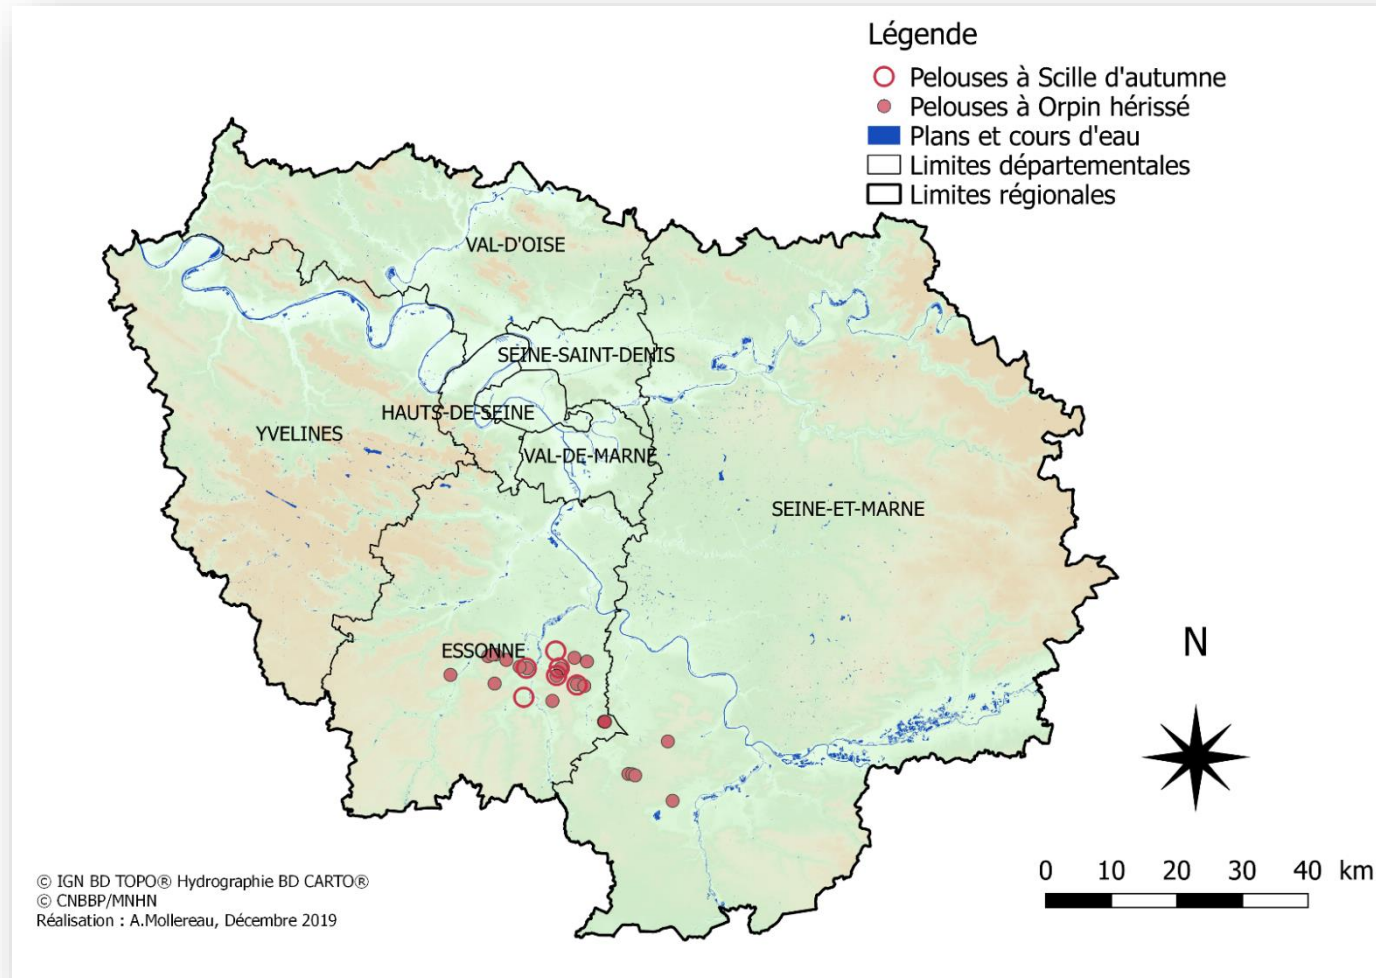 Légende
Pelouses à Scille d'autumne
Pelouses à Orpin hérissé
Plans et cours d'eau
Limites départementales
Limites régionales
VAL-D'OISE
SEINE-SAINT-DENIS
HAUTS-DE-SEINE
YVELINES
VAL-DE-MARNE
SEINE-ET-MARNE
ESSONNE
N
0 10 20 30 40 km
© IGN BD TOPO® Hydrographie BD CARTO®
© CNBBP/MNHN
Réalisation : A.Mollereau, Décembre 2019